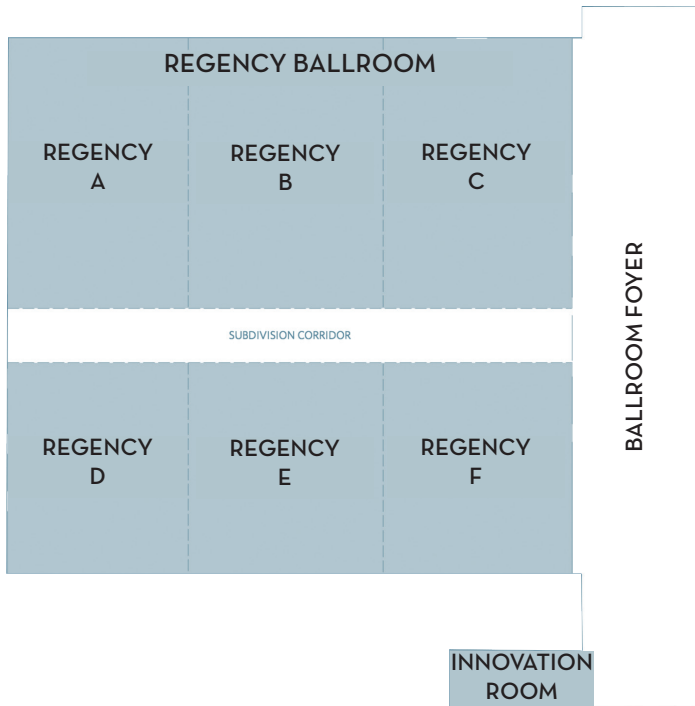 REGENCY BALLROOM
REGENCY
A
REGENCY
B
REGENCY
C
SUBDIVISION CORRIDOR
BALLROOM FOYER
REGENCY
D
REGENCY
E
REGENCY
F
INNOVATION
ROOM